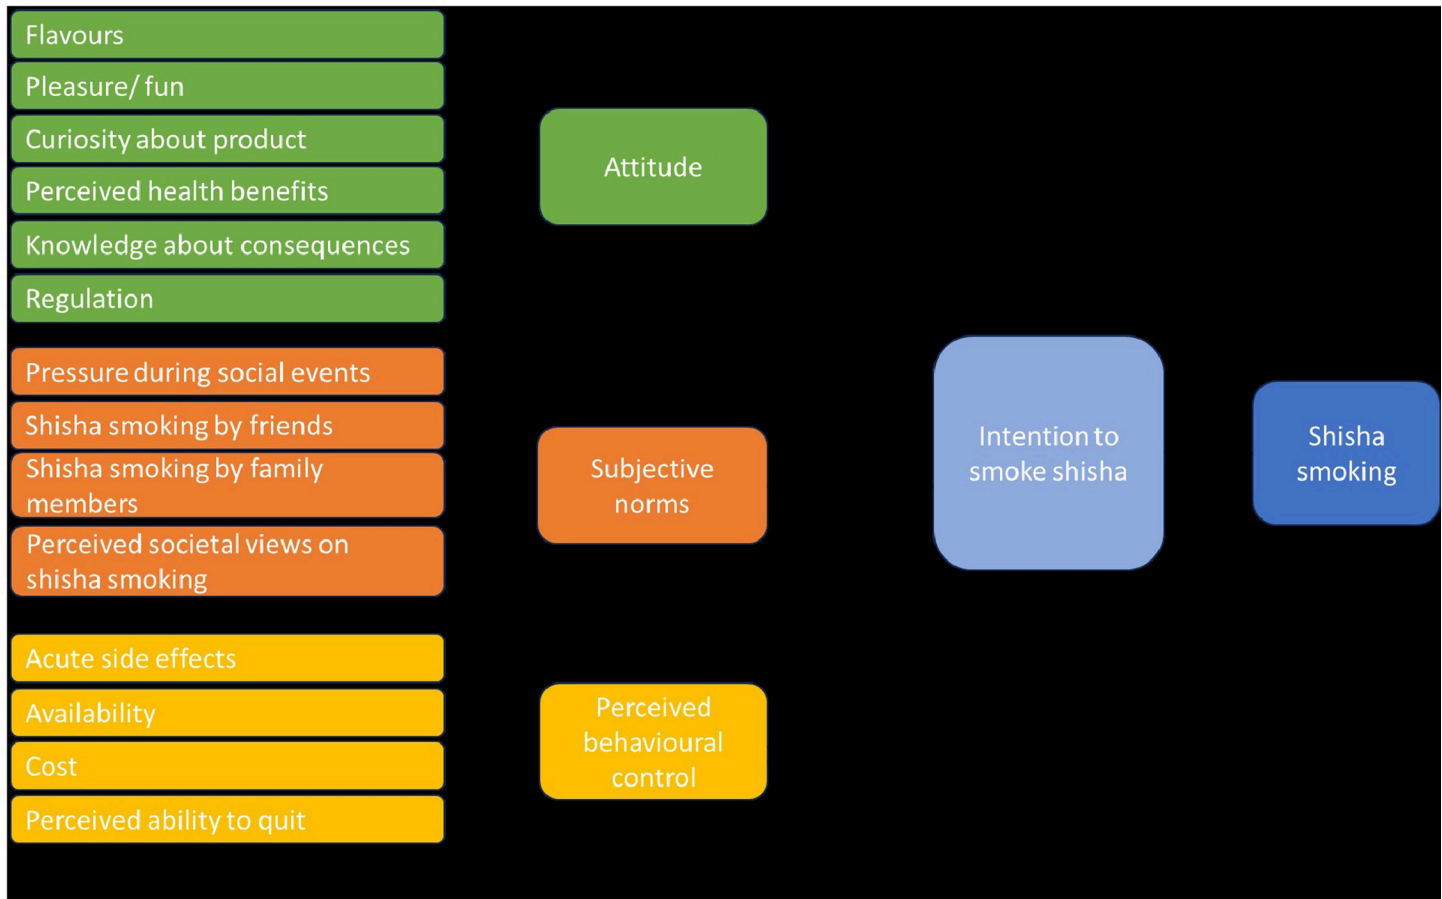 Flavours
Pleasure/ fun
Curiosity about product
Perceived health benefits
Knowledge about consequences
Regulation
Attitude
Pressure during social events
Shisha smoking by friends
Shisha smoking by family
members
Perceived societal views on
shisha smoking
Subjective
norms
Acute side effects
Availability
Cost
Perceived ability to quit
Perceived
behavioural
control
Intention to
smoke shisha
Shisha
smoking